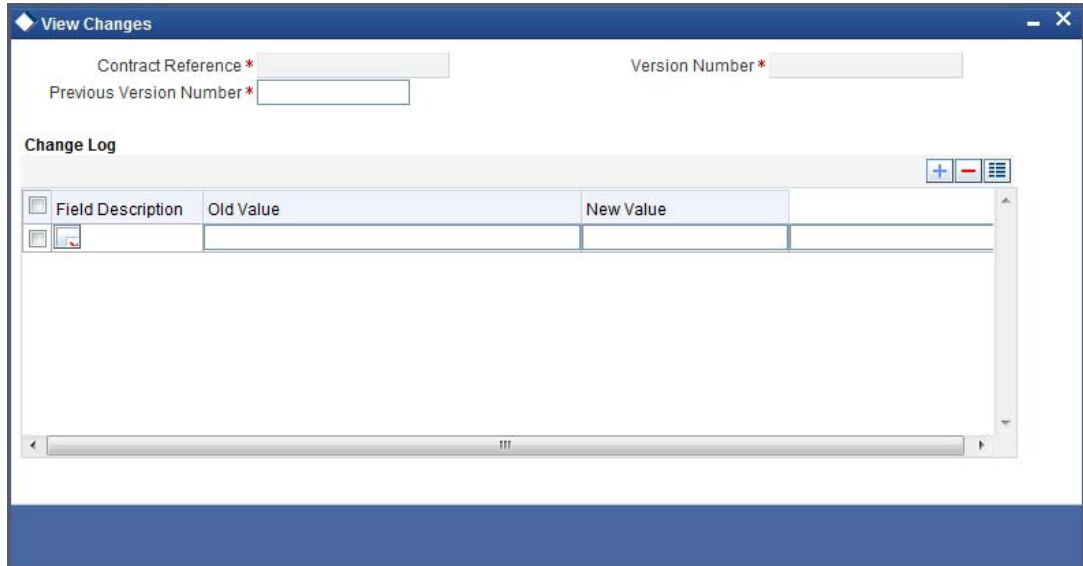 View Changes
Contract Reference * Version Number *
Previous Version Number *
Change Log
Field Description Old Value New Value